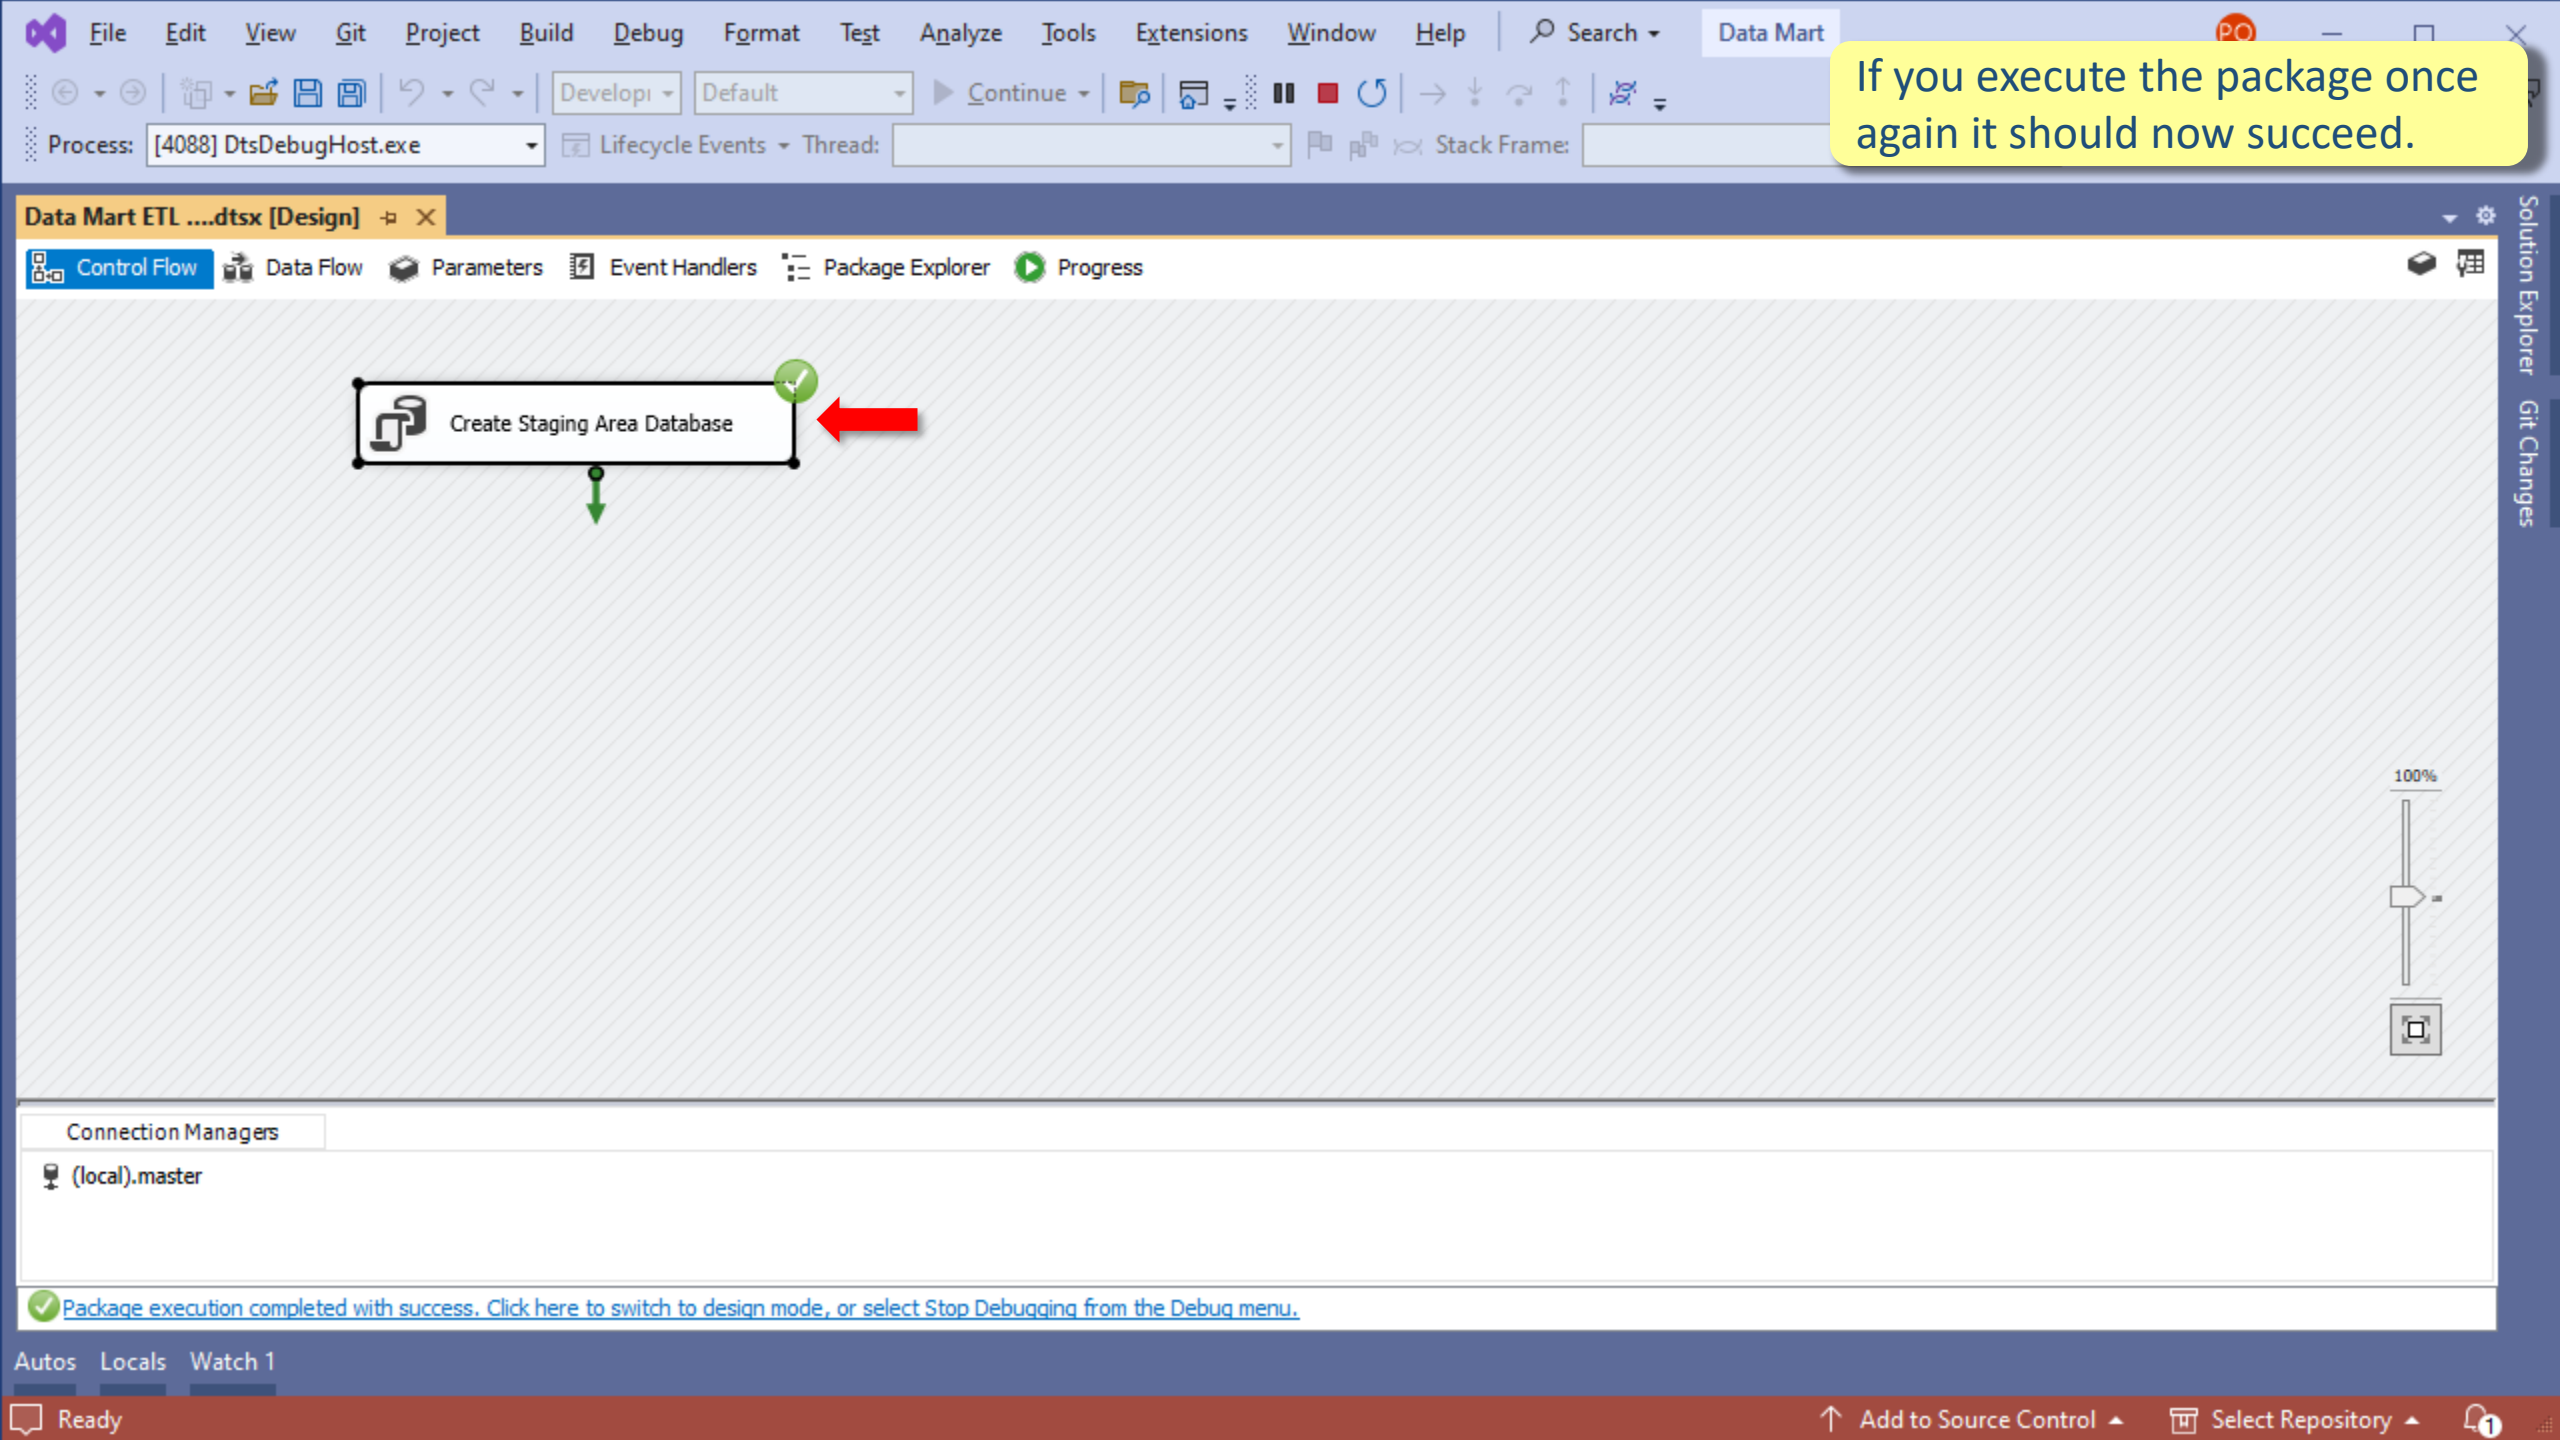 File Edit View Git Project Build Debug Format Test Analyze Tools Extensions Window Help Search Data Mart PO
If you execute the package once
again it should now succeed.
Developi Default Continue
Process: [4088] DtsDebugHost.exe Lifecycle Events Thread: Stack Frame:
Data Mart ETL ....dtsx [Design]
Control Flow Data Flow Parameters Event Handlers Package Explorer Progress
Solution Explorer
Git Changes
Create Staging Area Database
100%
Connection Managers
(local).master
Package execution completed with success. Click here to switch to design mode, or select Stop Debugging from the Debug menu.
Autos Locals Watch 1
Ready Add to Source Control Select Repository 1